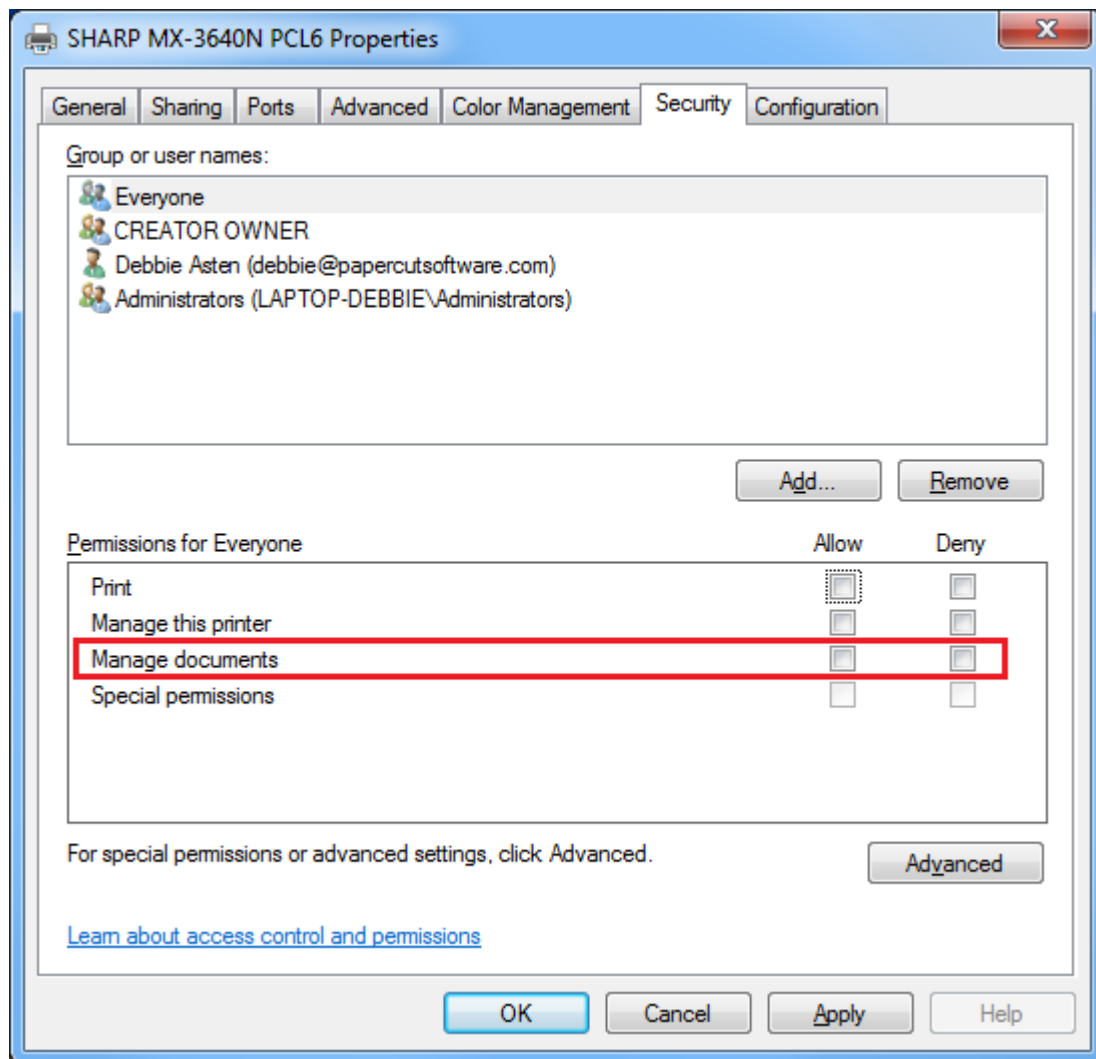 SHARP MX-3640N PCL6 Properties
General Sharing Ports Advanced Color Management Security Configuration
Group or user names:
Everyone
CREATOR OWNER
Debbie Asten (debbie@papercutsoftware.com)
Administrators (LAPTOP-DEBBIE\Administrators)
Add... Remove
Permissions for Everyone Allow Deny
Print
Manage this printer
Manage documents
Special permissions
For special permissions or advanced settings, click Advanced. Advanced
Learn about access control and permissions
OK Cancel Apply Help